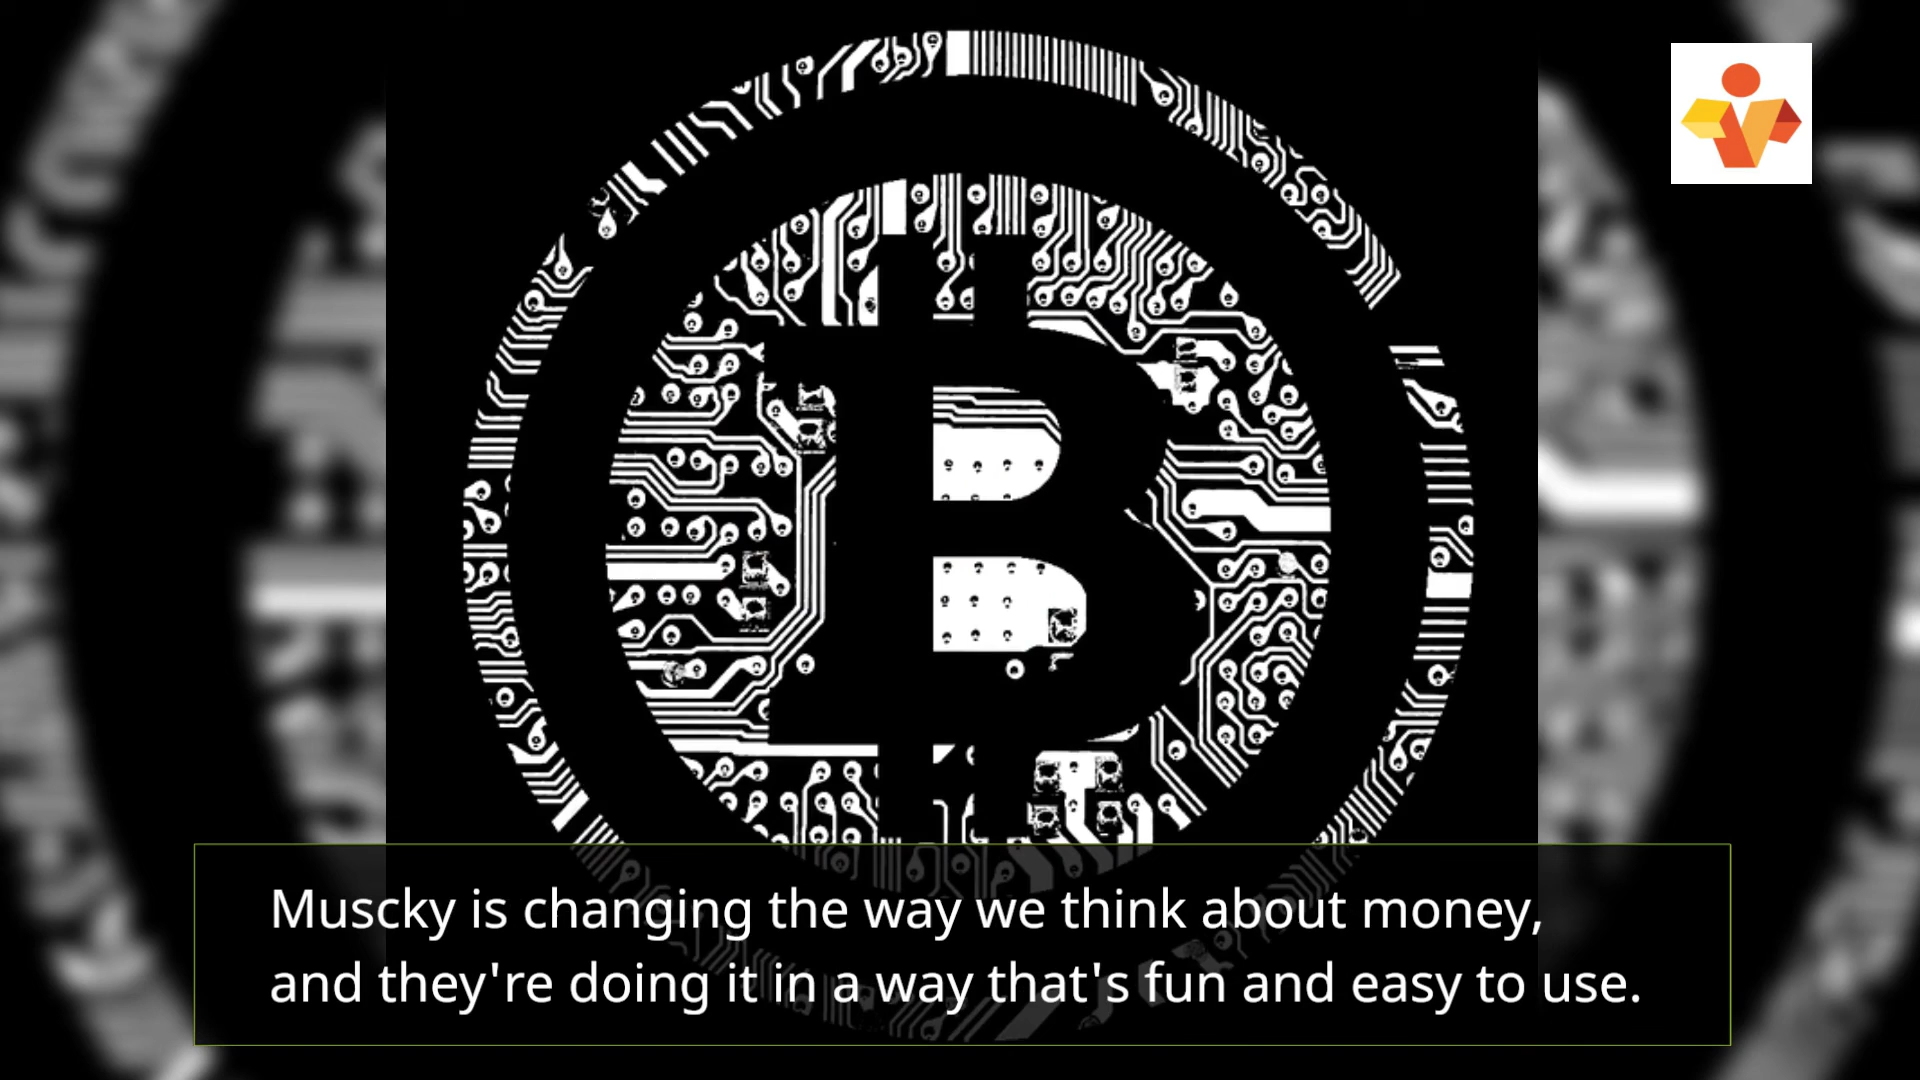 Muscky is changing the way we think about money,
and they're doing it in a way that's fun and easy to use.